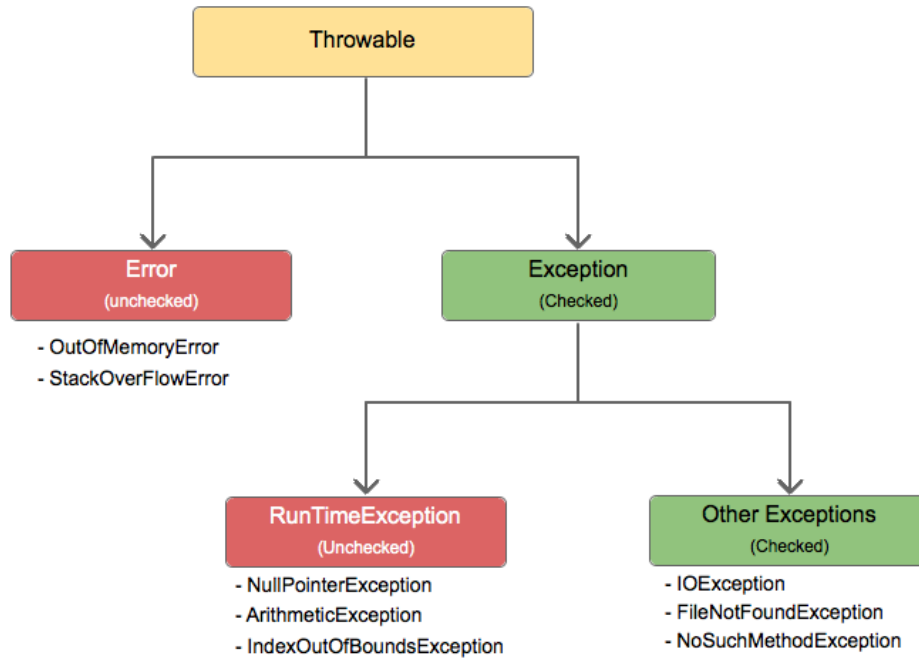 Throwable
Error
(unchecked)
- OutOfMemoryError
- StackOverFlowError
Exception
(Checked)
RunTimeException
(Unchecked)
- NullPointerException
- ArithmeticException
- IndexOutOfBoundsException
Other Exceptions
(Checked)
- IOException
- FileNotFoundException
- NoSuchMethodException